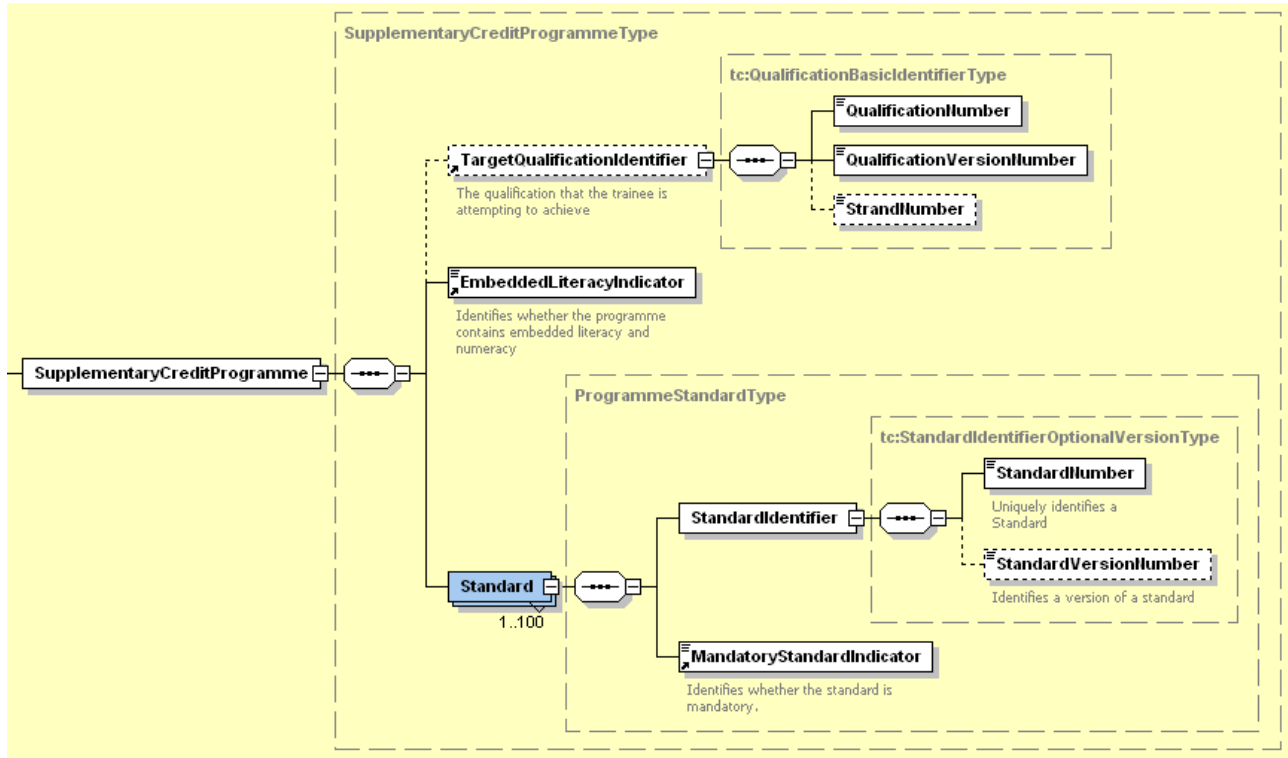 SupplementaryCreditProgrammeType
tc:QualificationBasicIdentifierType
QualificationNumber
TargetQualificationIdentifier
QualificationVersionNumber
The qualification that the trainee is
attempting to achieve
StrandNumber
EmbeddedLiteracyIndicator
Identifies whether the programme
contains embedded literacy and
numeracy
SupplementaryCreditProgramme
ProgrammeStandardType
tc:StandardIdentifierOptionalVersionType
StandardNumber
Uniquely identifies a
Standard
StandardIdentifier
StandardVersionNumber
Identifies a version of a standard
Standard
1..100
MandatoryStandardIndicator
Identifies whether the standard is
mandatory.